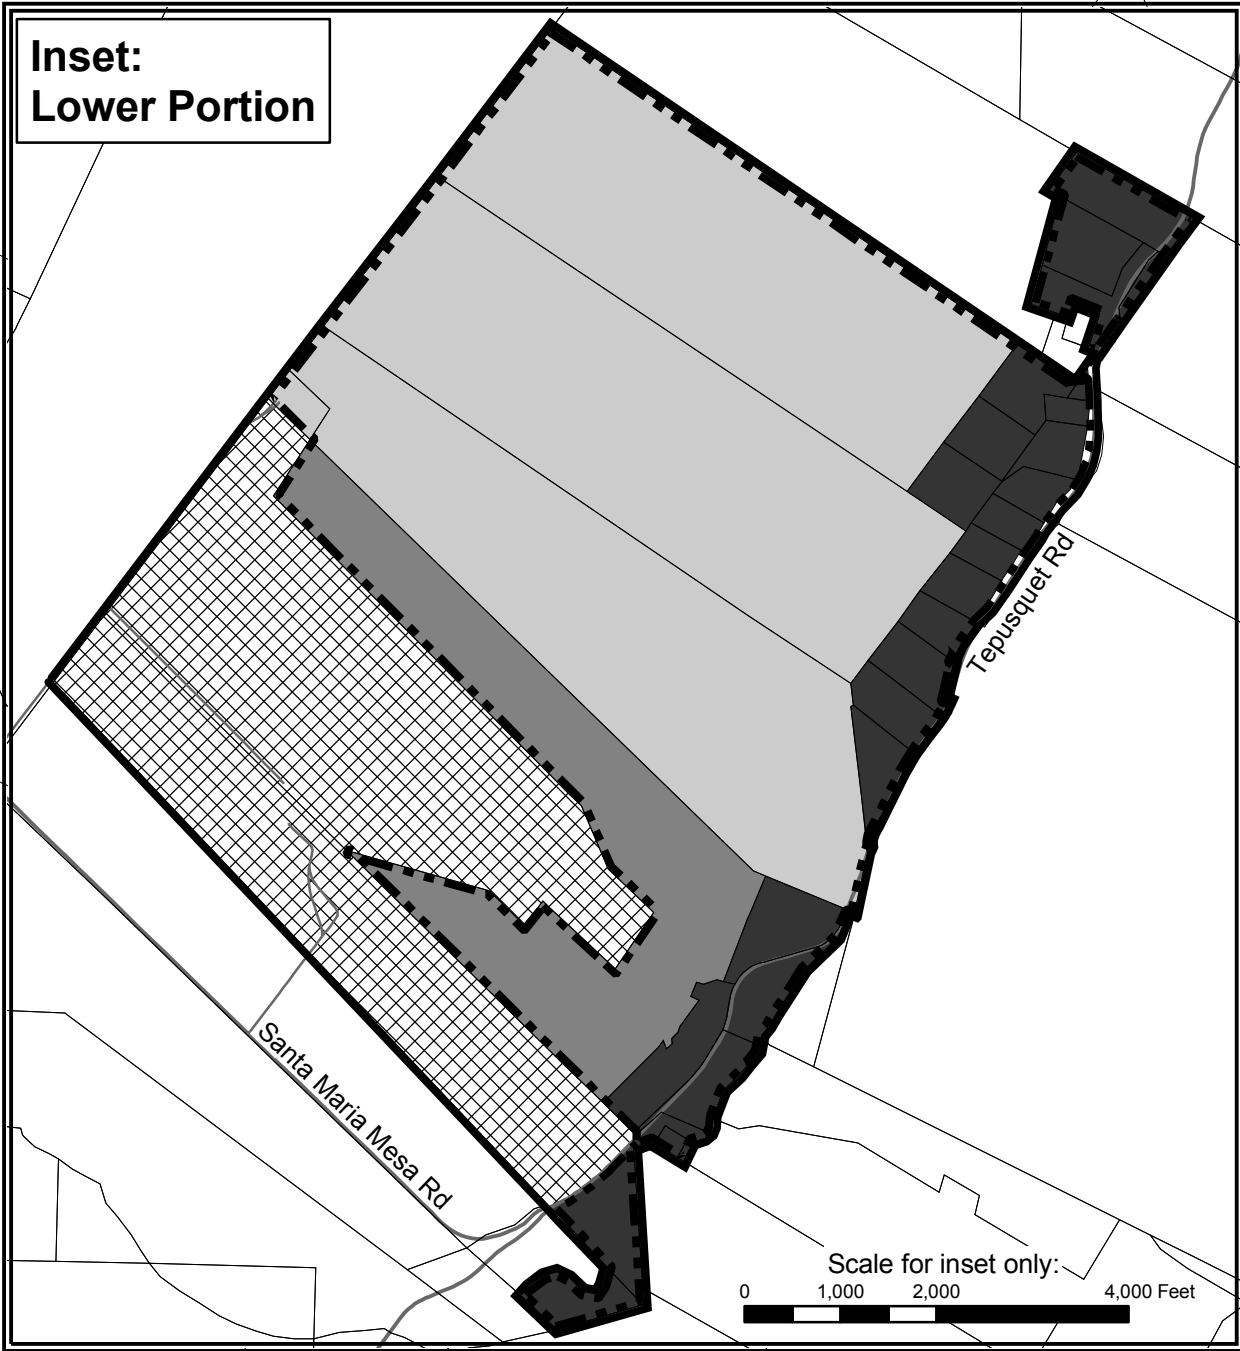 Inset:
Lower Portion
Tepusquet Rd
Santa Maria Mesa Rd
Scale for inset only:
0 1,000 2,000 4,000 Feet